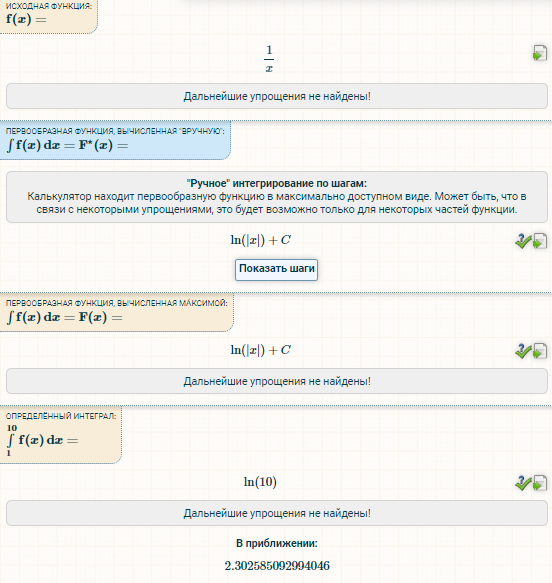 ИСХОДНАЯ ФУНКЦИЯ:
f(x) =
1
x
Дальнейшие упрощения не найдены!
ПЕРВООБРАЗНАЯ ФУНКЦИЯ, ВЫЧИСЛЕННАЯ "ВРУЧНУЮ":
∫ f(x) dx = F*(x) =
"Ручное" интегрирование по шагам:
Калькулятор находит первообразную функцию в максимально доступном виде. Может быть, что в
связи с некоторыми упрощениями, это будет возможно только для некоторых частей функции.
ln(|x|) + C
Показать шаги
ПЕРВООБРАЗНАЯ ФУНКЦИЯ, ВЫЧИСЛЕННАЯ МÁКСИМОЙ:
∫ f(x) dx = F(x) =
ln(|x|) + C
Дальнейшие упрощения не найдены!
ОПРЕДЕЛЁННЫЙ ИНТЕГРАЛ:
10
∫ f(x) dx =
1
ln(10)
Дальнейшие упрощения не найдены!
В приближении:
2.302585092994046